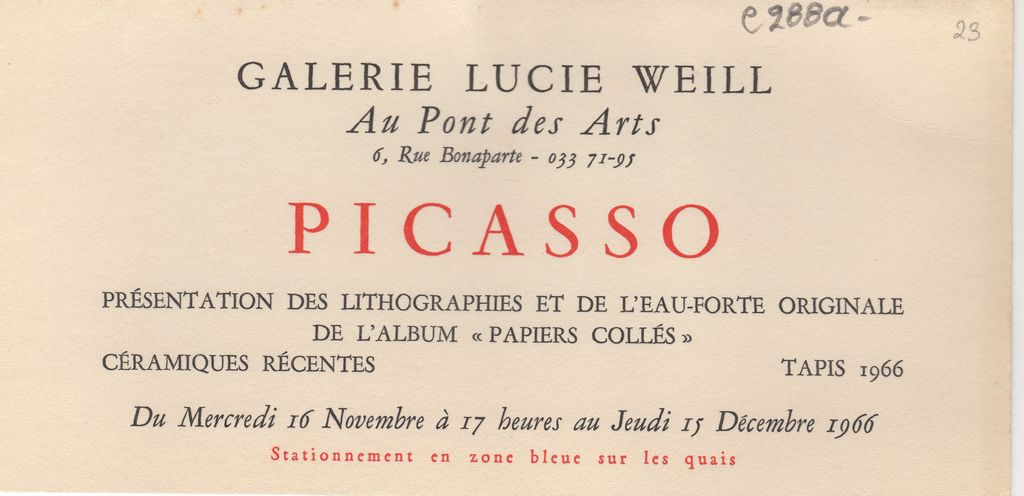 e288a-
23
GALERIE LUCIE WEILL
Au Pont des Arts
6, Rue Bonaparte - 033 71-95
PICASSO
PRÉSENTATION DES LITHOGRAPHIES ET DE L'EAU-FORTE ORIGINALE
DE L'ALBUM « PAPIERS COLLÉS »
CÉRAMIQUES RÉCENTES TAPIS 1966
Du Mercredi 16 Novembre à 17 heures au Jeudi 15 Décembre 1966
Stationnement en zone bleue sur les quais